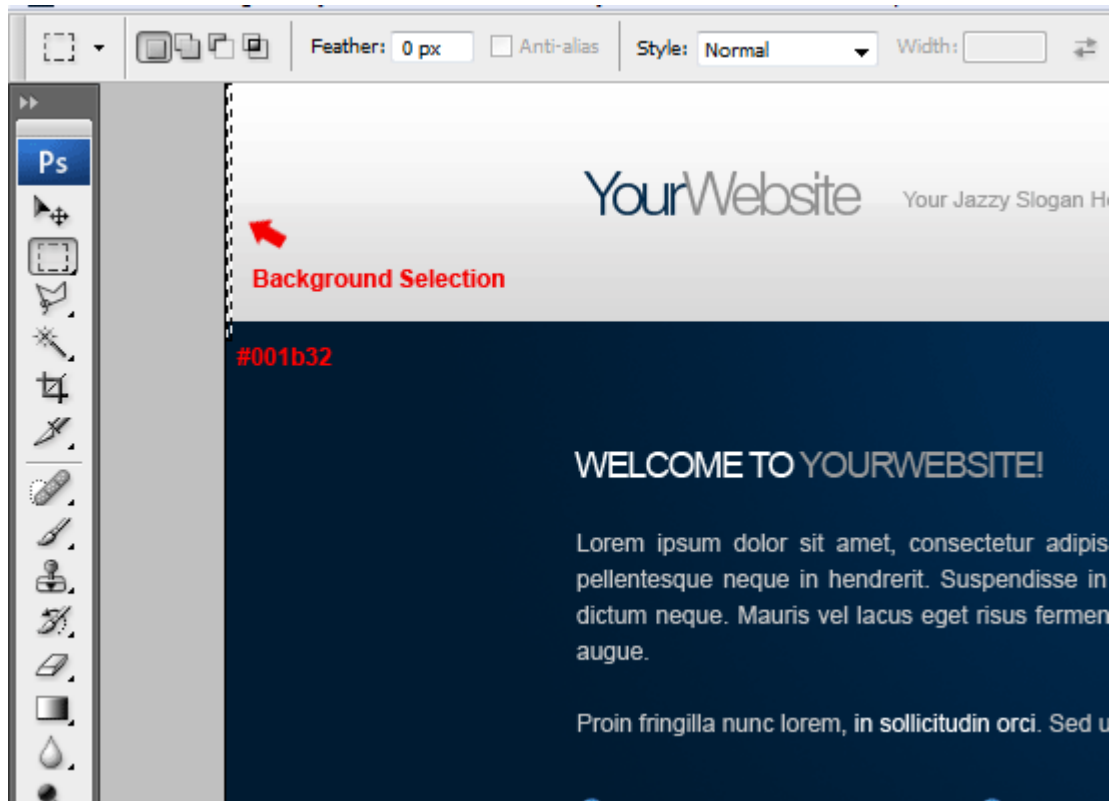 Feather: 0 px Anti-alias Style: Normal Width:
Ps
YourWebsite Your Jazzy Slogan He
Background Selection
#001b32
WELCOME TO YOURWEBSITE!
Lorem ipsum dolor sit amet, consectetur adipis
pellentesque neque in hendrerit. Suspendisse in
dictum neque. Mauris vel lacus eget risus fermen
augue.
Proin fringilla nunc lorem, in sollicitudin orci. Sed u